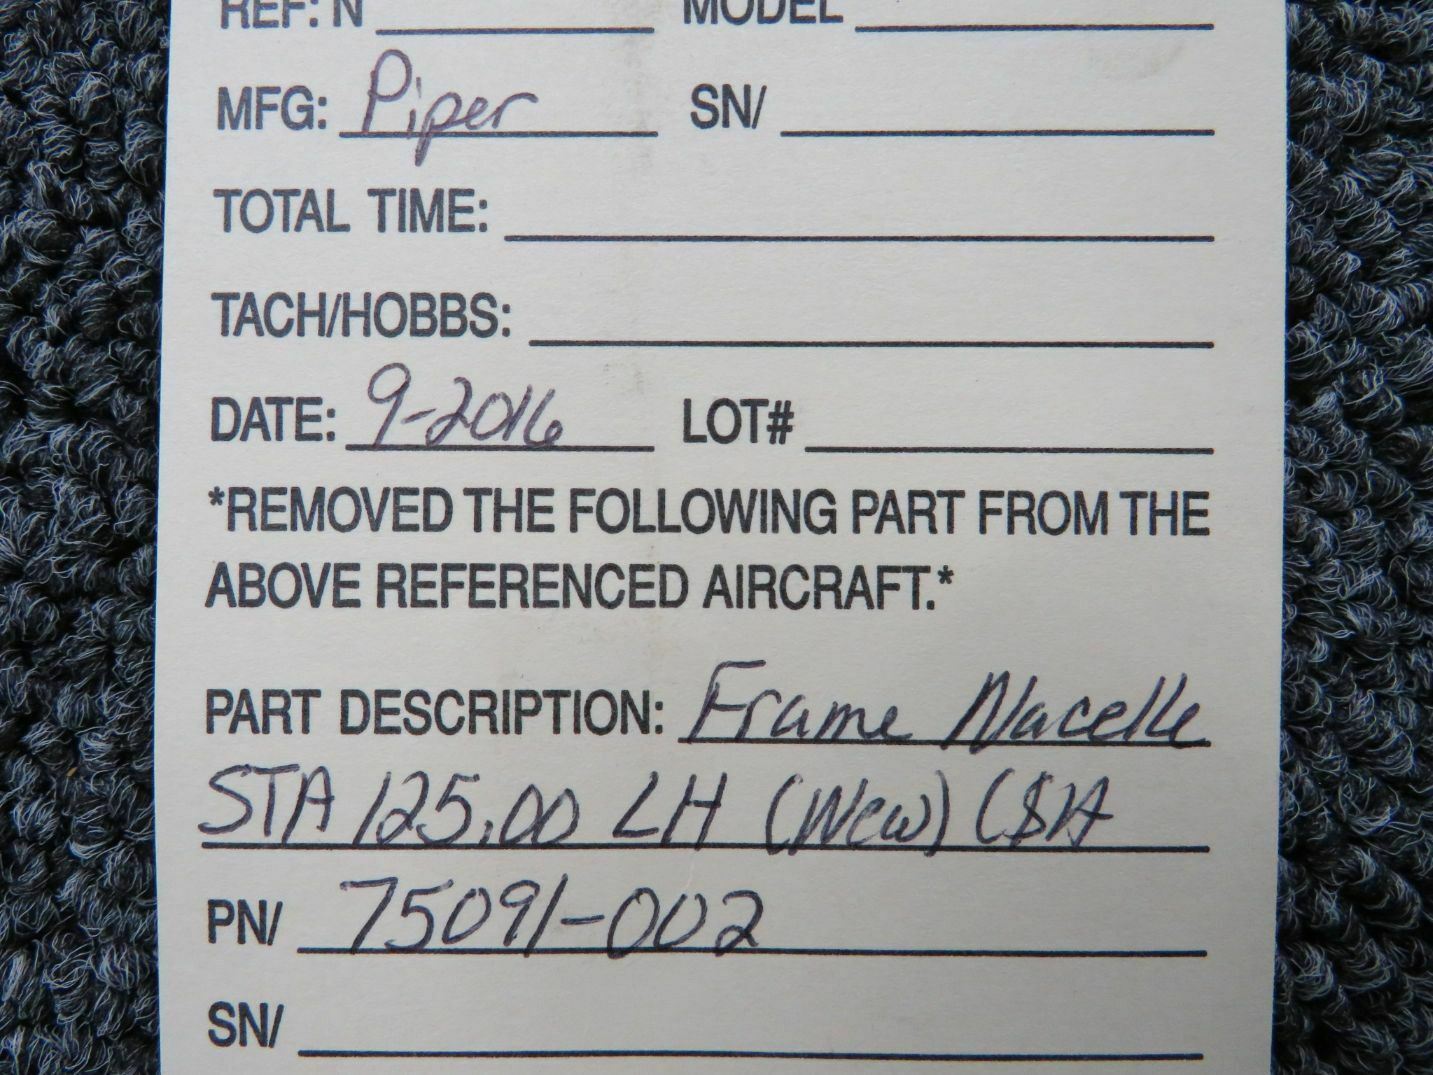 REF: N MODEL
MFG: Piper SN/
TOTAL TIME:
TACH/HOBBS:
DATE: 9-2016 LOT#
*REMOVED THE FOLLOWING PART FROM THE
ABOVE REFERENCED AIRCRAFT.*
PART DESCRIPTION: Frame Nacelle
STA 125.00 LH (New)
PN/ 75091-002
SN/